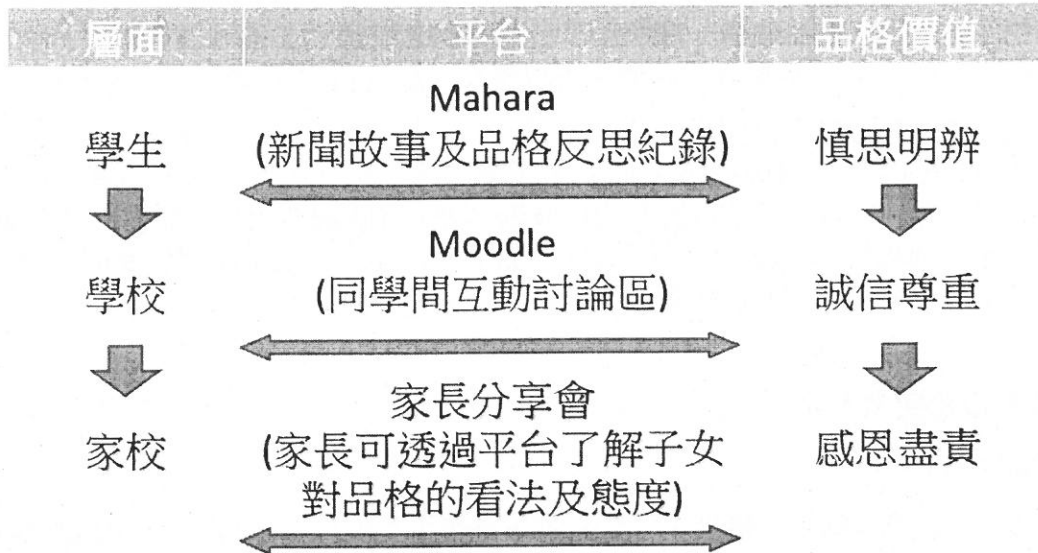 層面 平台 品格價值
Mahara
學生 (新聞故事及品格反思紀錄) 慎思明辨
Moodle
學校 (同學間互動討論區) 誠信尊重
家長分享會
家校 (家長可透過平台了解子女 感恩盡責
對品格的看法及態度)